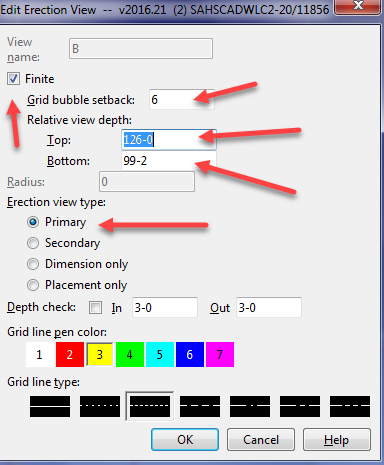 Edit Erection View -- v2016.21 (2) SAHSCADWLC2-20/11856
View name: B
Finite
Grid bubble setback: 6
Relative view depth:
Top: 126-0
Bottom: 99-2
Radius: 0
Erection view type:
Primary
Secondary
Dimension only
Placement only
Depth check: In 3-0 Out 3-0
Grid line pen color:
1 2 3 4 5 6 7
Grid line type:
OK Cancel Help